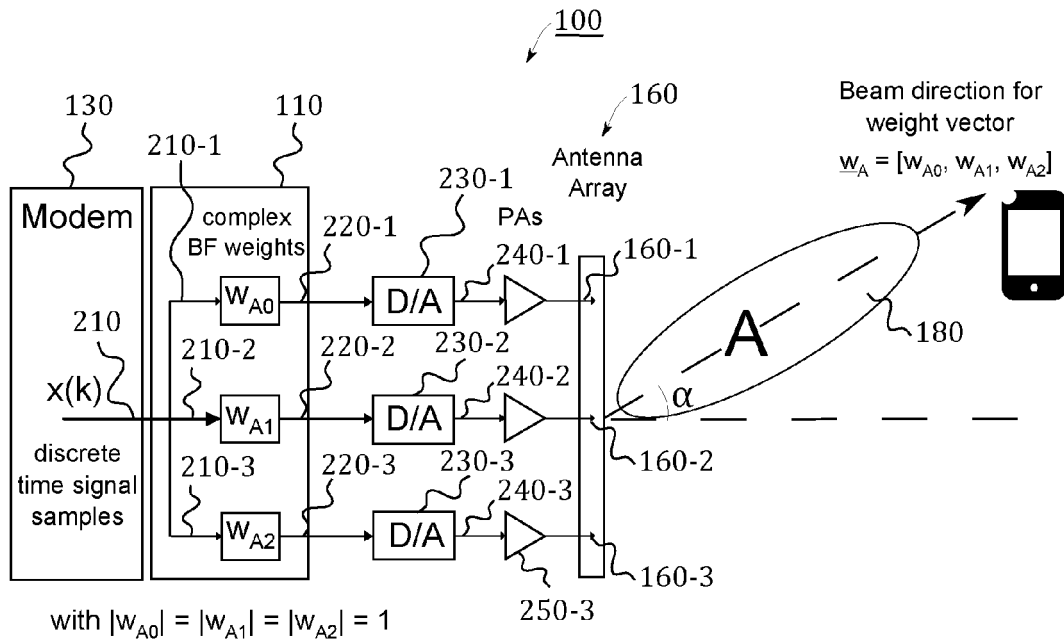 100
130
110
160
Beam direction for
weight vector
w_A = [w_A0, w_A1, w_A2]
210-1
230-1
Antenna
Array
Modem
complex
BF weights
220-1
PAs
240-1
160-1
w_A0
D/A
180
A
210
210-2
220-2
230-2
240-2
α
x(k)
w_A1
D/A
160-2
discrete
time signal
samples
210-3
220-3
230-3
240-3
w_A2
D/A
160-3
250-3
with |w_A0| = |w_A1| = |w_A2| = 1